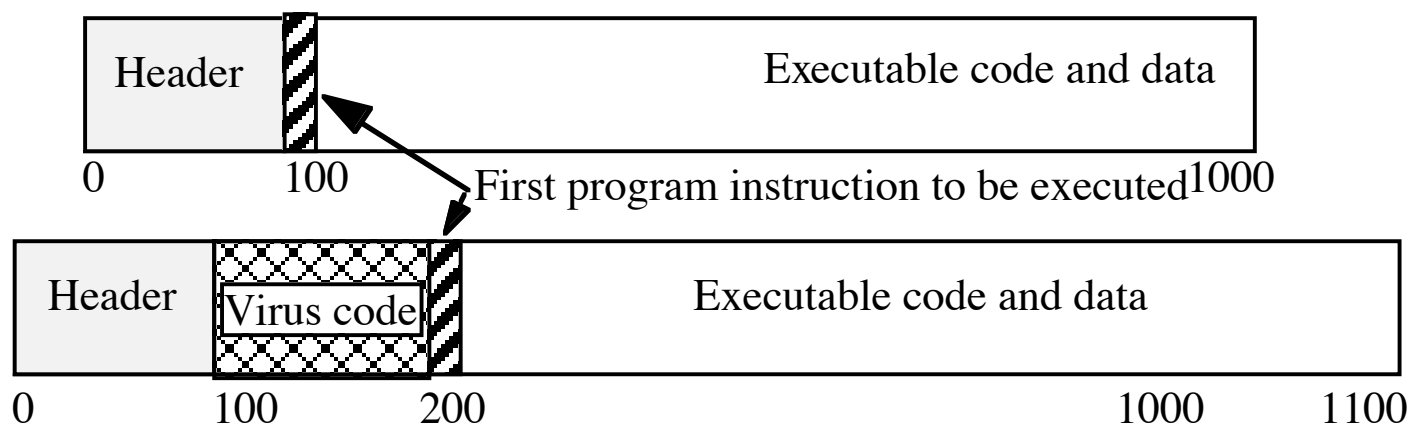 Header Executable code and data
0 100 1000
First program instruction to be executed
Header Virus code Executable code and data
0 100 200 1000 1100